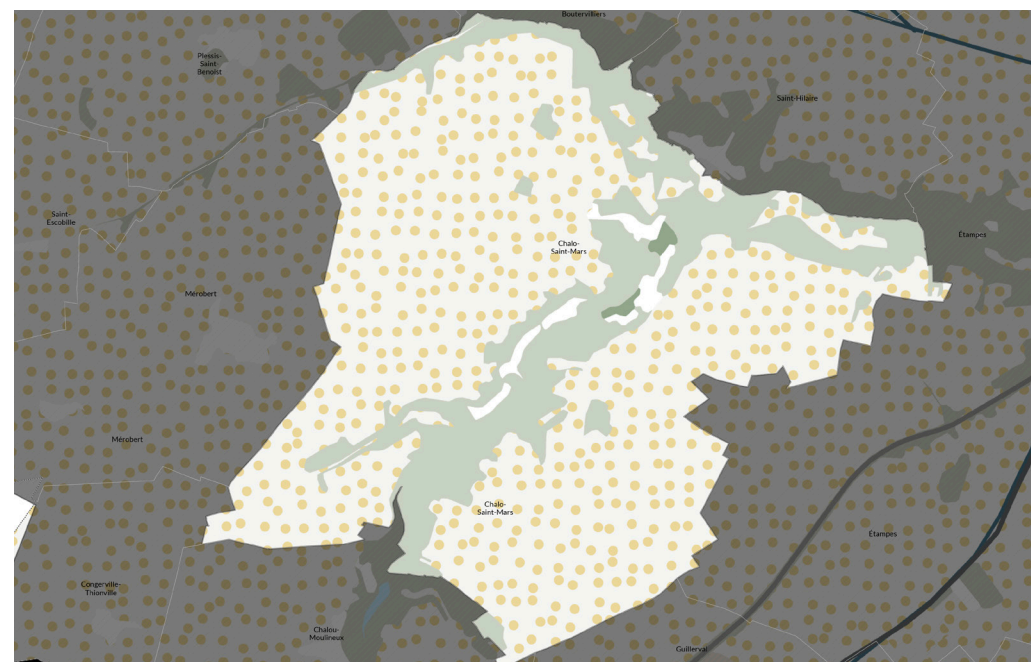 Boutervilliers
Plessis-
Saint-
Benoist
Saint-Hilaire
Saint-
Escobille
Étampes
Chalo-
Saint-Mars
Mérobert
Mérobert
Chalo-
Saint-Mars
Étampes
Congerville-
Thionville
Chalou-
Moulineux
Guillerval